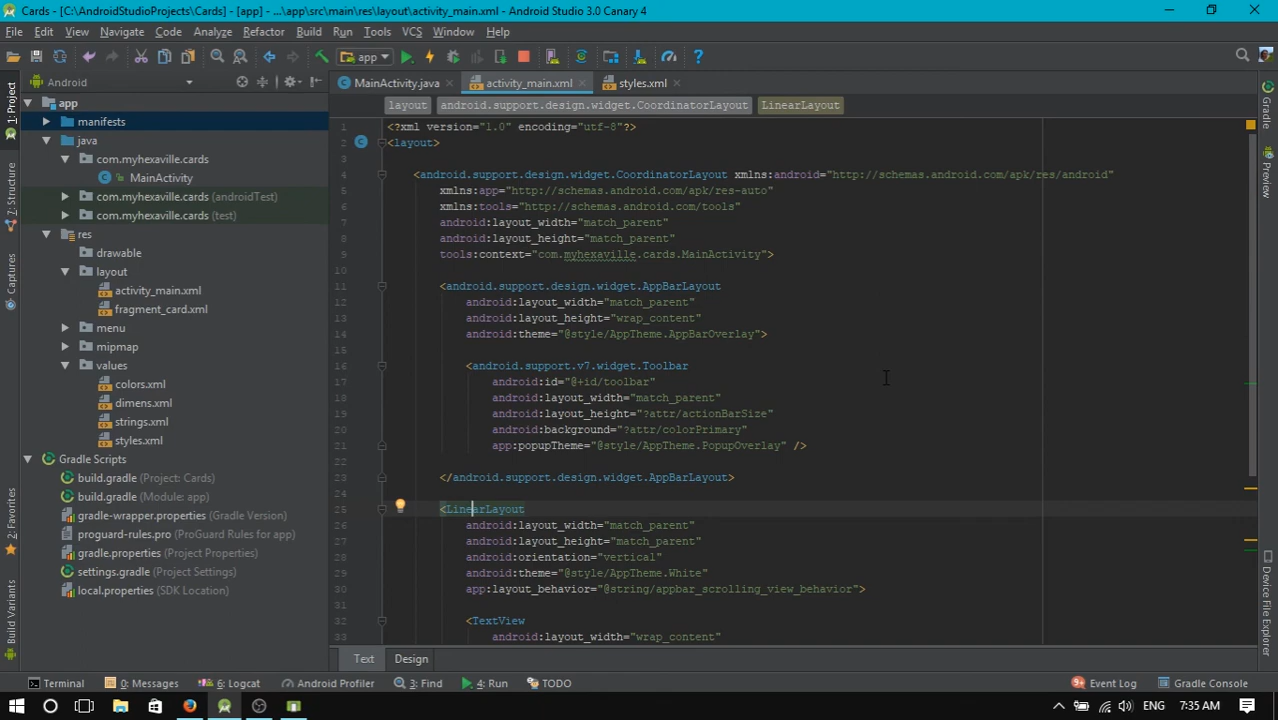 Cards - [C:\AndroidStudioProjects\Cards] - [app] - ...\app\src\main\res\layout\activity_main.xml - Android Studio 3.0 Canary 4
File Edit View Navigate Code Analyze Refactor Build Run Tools VCS Window Help
app
Android
MainActivity.java
activity_main.xml
styles.xml
layout android.support.design.widget.CoordinatorLayout LinearLayout
1: Project
7: Structure
Captures
2: Favorites
Build Variants
app
manifests
java
com.myhexaville.cards
MainActivity
com.myhexaville.cards (androidTest)
com.myhexaville.cards (test)
res
drawable
layout
activity_main.xml
fragment_card.xml
menu
mipmap
values
colors.xml
dimens.xml
strings.xml
styles.xml
Gradle Scripts
build.gradle (Project: Cards)
build.gradle (Module: app)
gradle-wrapper.properties (Gradle Version)
proguard-rules.pro (ProGuard Rules for app)
gradle.properties (Project Properties)
settings.gradle (Project Settings)
local.properties (SDK Location)
1 <?xml version="1.0" encoding="utf-8"?>
2 <layout>
3
4 <android.support.design.widget.CoordinatorLayout xmlns:android="http://schemas.android.com/apk/res/android"
5 xmlns:app="http://schemas.android.com/apk/res-auto"
6 xmlns:tools="http://schemas.android.com/tools"
7 android:layout_width="match_parent"
8 android:layout_height="match_parent"
9 tools:context="com.myhexaville.cards.MainActivity">
10
11 <android.support.design.widget.AppBarLayout
12 android:layout_width="match_parent"
13 android:layout_height="wrap_content"
14 android:theme="@style/AppTheme.AppBarOverlay">
15
16 <android.support.v7.widget.Toolbar
17 android:id="@+id/toolbar"
18 android:layout_width="match_parent"
19 android:layout_height="?attr/actionBarSize"
20 android:background="?attr/colorPrimary"
21 app:popupTheme="@style/AppTheme.PopupOverlay" />
22
23 </android.support.design.widget.AppBarLayout>
24
25 <LinearLayout
26 android:layout_width="match_parent"
27 android:layout_height="match_parent"
28 android:orientation="vertical"
29 android:theme="@style/AppTheme.White"
30 app:layout_behavior="@string/appbar_scrolling_view_behavior">
31
32 <TextView
33 android:layout_width="wrap_content"
Gradle
Preview
Device File Explorer
Text Design
Terminal 0: Messages 6: Logcat Android Profiler 3: Find 4: Run TODO Event Log Gradle Console
ENG 7:35 AM